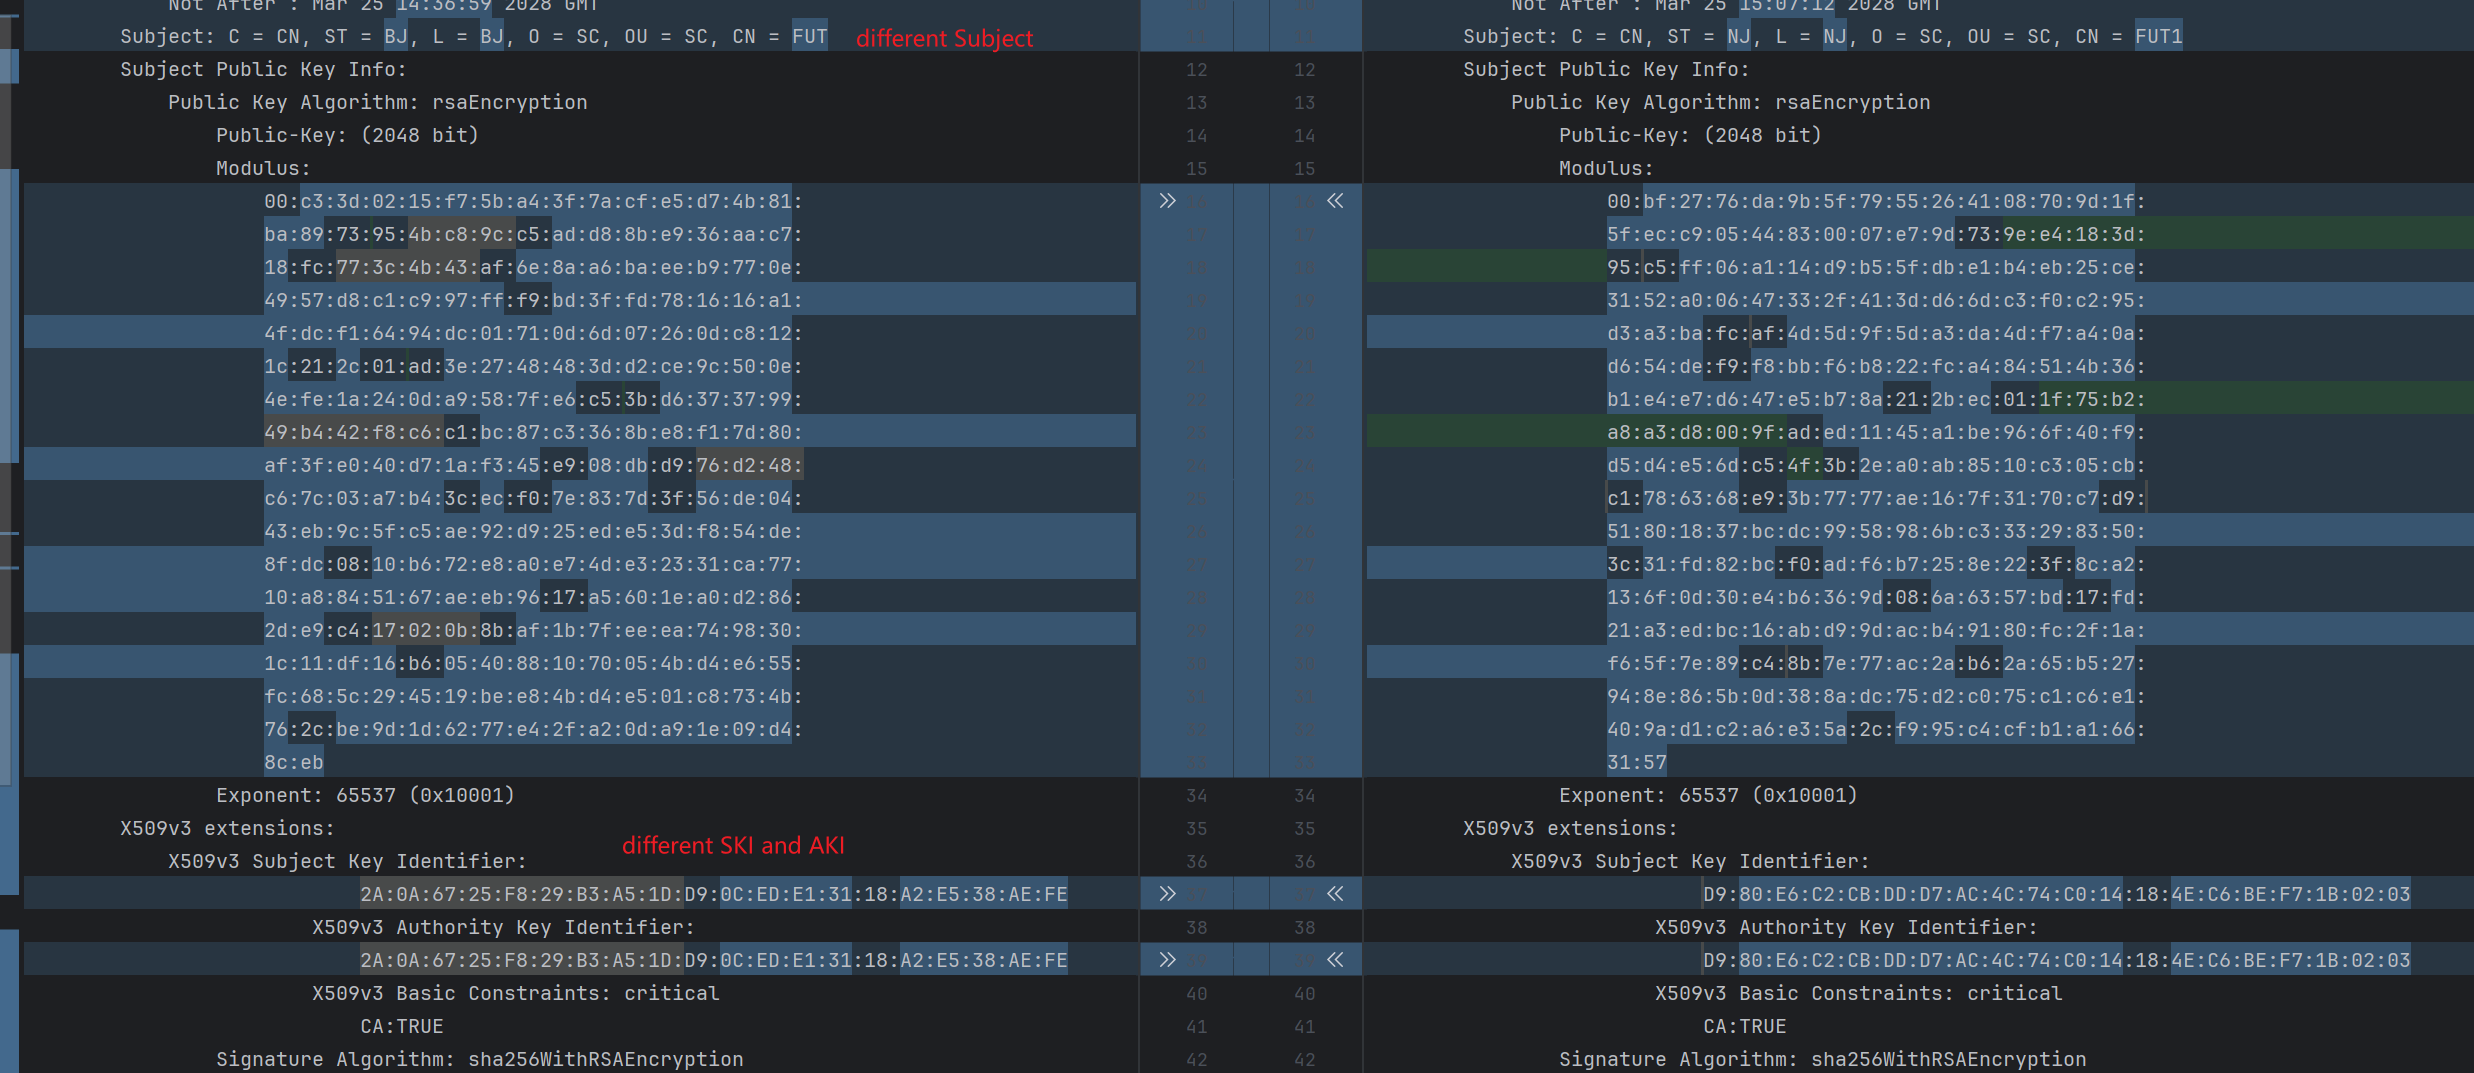 Not After : Mar 25 14:36:59 2028 GMT
Subject: C = CN, ST = BJ, L = BJ, O = SC, OU = SC, CN = FUT
different Subject
Subject Public Key Info:
Public Key Algorithm: rsaEncryption
Public-Key: (2048 bit)
Modulus:
00:c3:3d:02:15:f7:5b:a4:3f:7a:cf:e5:d7:4b:81:
ba:89:73:95:4b:c8:9c:c5:ad:d8:8b:e9:36:aa:c7:
18:fc:77:3c:4b:43:af:6e:8a:a6:ba:ee:b9:77:0e:
49:57:d8:c1:c9:97:ff:f9:bd:3f:fd:78:16:16:a1:
4f:dc:f1:64:94:dc:01:71:0d:6d:07:26:0d:c8:12:
1c:21:2c:01:ad:3e:27:48:48:3d:d2:ce:9c:50:0e:
4e:fe:1a:24:0d:a9:58:7f:e6:c5:3b:d6:37:37:99:
49:b4:42:f8:c6:c1:bc:87:c3:36:8b:e8:f1:7d:80:
af:3f:e0:40:d7:1a:f3:45:e9:08:db:d9:76:d2:48:
c6:7c:03:a7:b4:3c:ec:f0:7e:83:7d:3f:56:de:04:
43:eb:9c:5f:c5:ae:92:d9:25:ed:e5:3d:f8:54:de:
8f:dc:08:10:b6:72:e8:a0:e7:4d:e3:23:31:ca:77:
10:a8:84:51:67:ae:eb:96:17:a5:60:1e:a0:d2:86:
2d:e9:c4:17:02:0b:8b:af:1b:7f:ee:ea:74:98:30:
1c:11:df:16:b6:05:40:88:10:70:05:4b:d4:e6:55:
fc:68:5c:29:45:19:be:e8:4b:d4:e5:01:c8:73:4b:
76:2c:be:9d:1d:62:77:e4:2f:a2:0d:a9:1e:09:d4:
8c:eb
Exponent: 65537 (0x10001)
X509v3 extensions:
different SKI and AKI
X509v3 Subject Key Identifier:
2A:0A:67:25:F8:29:B3:A5:1D:D9:0C:ED:E1:31:18:A2:E5:38:AE:FE
X509v3 Authority Key Identifier:
2A:0A:67:25:F8:29:B3:A5:1D:D9:0C:ED:E1:31:18:A2:E5:38:AE:FE
X509v3 Basic Constraints: critical
CA:TRUE
Signature Algorithm: sha256WithRSAEncryption
12 12
13 13
14 14
15 15
34 34
35 35
36 36
38 38
40 40
41 41
42 42
Not After : Mar 25 15:07:12 2028 GMT
Subject: C = CN, ST = NJ, L = NJ, O = SC, OU = SC, CN = FUT1
Subject Public Key Info:
Public Key Algorithm: rsaEncryption
Public-Key: (2048 bit)
Modulus:
00:bf:27:76:da:9b:5f:79:55:26:41:08:70:9d:1f:
5f:ec:c9:05:44:83:00:07:e7:9d:73:9e:e4:18:3d:
95:c5:ff:06:a1:14:d9:b5:5f:db:e1:b4:eb:25:ce:
31:52:a0:06:47:33:2f:41:3d:d6:6d:c3:f0:c2:95:
d3:a3:ba:fc:af:4d:5d:9f:5d:a3:da:4d:f7:a4:0a:
d6:54:de:f9:f8:bb:f6:b8:22:fc:a4:84:51:4b:36:
b1:e4:e7:d6:47:e5:b7:8a:21:2b:ec:01:1f:75:b2:
a8:a3:d8:00:9f:ad:ed:11:45:a1:be:96:6f:40:f9:
d5:d4:e5:6d:c5:4f:3b:2e:a0:ab:85:10:c3:05:cb:
c1:78:63:68:e9:3b:77:77:ae:16:7f:31:70:c7:d9:
51:80:18:37:bc:dc:99:58:98:6b:c3:33:29:83:50:
3c:31:fd:82:bc:f0:ad:f6:b7:25:8e:22:3f:8c:a2:
13:6f:0d:30:e4:b6:36:9d:08:6a:63:57:bd:17:fd:
21:a3:ed:bc:16:ab:d9:9d:ac:b4:91:80:fc:2f:1a:
f6:5f:7e:89:c4:8b:7e:77:ac:2a:b6:2a:65:b5:27:
94:8e:86:5b:0d:38:8a:dc:75:d2:c0:75:c1:c6:e1:
40:9a:d1:c2:a6:e3:5a:2c:f9:95:c4:cf:b1:a1:66:
31:57
Exponent: 65537 (0x10001)
X509v3 extensions:
X509v3 Subject Key Identifier:
D9:80:E6:C2:CB:DD:D7:AC:4C:74:C0:14:18:4E:C6:BE:F7:1B:02:03
X509v3 Authority Key Identifier:
D9:80:E6:C2:CB:DD:D7:AC:4C:74:C0:14:18:4E:C6:BE:F7:1B:02:03
X509v3 Basic Constraints: critical
CA:TRUE
Signature Algorithm: sha256WithRSAEncryption